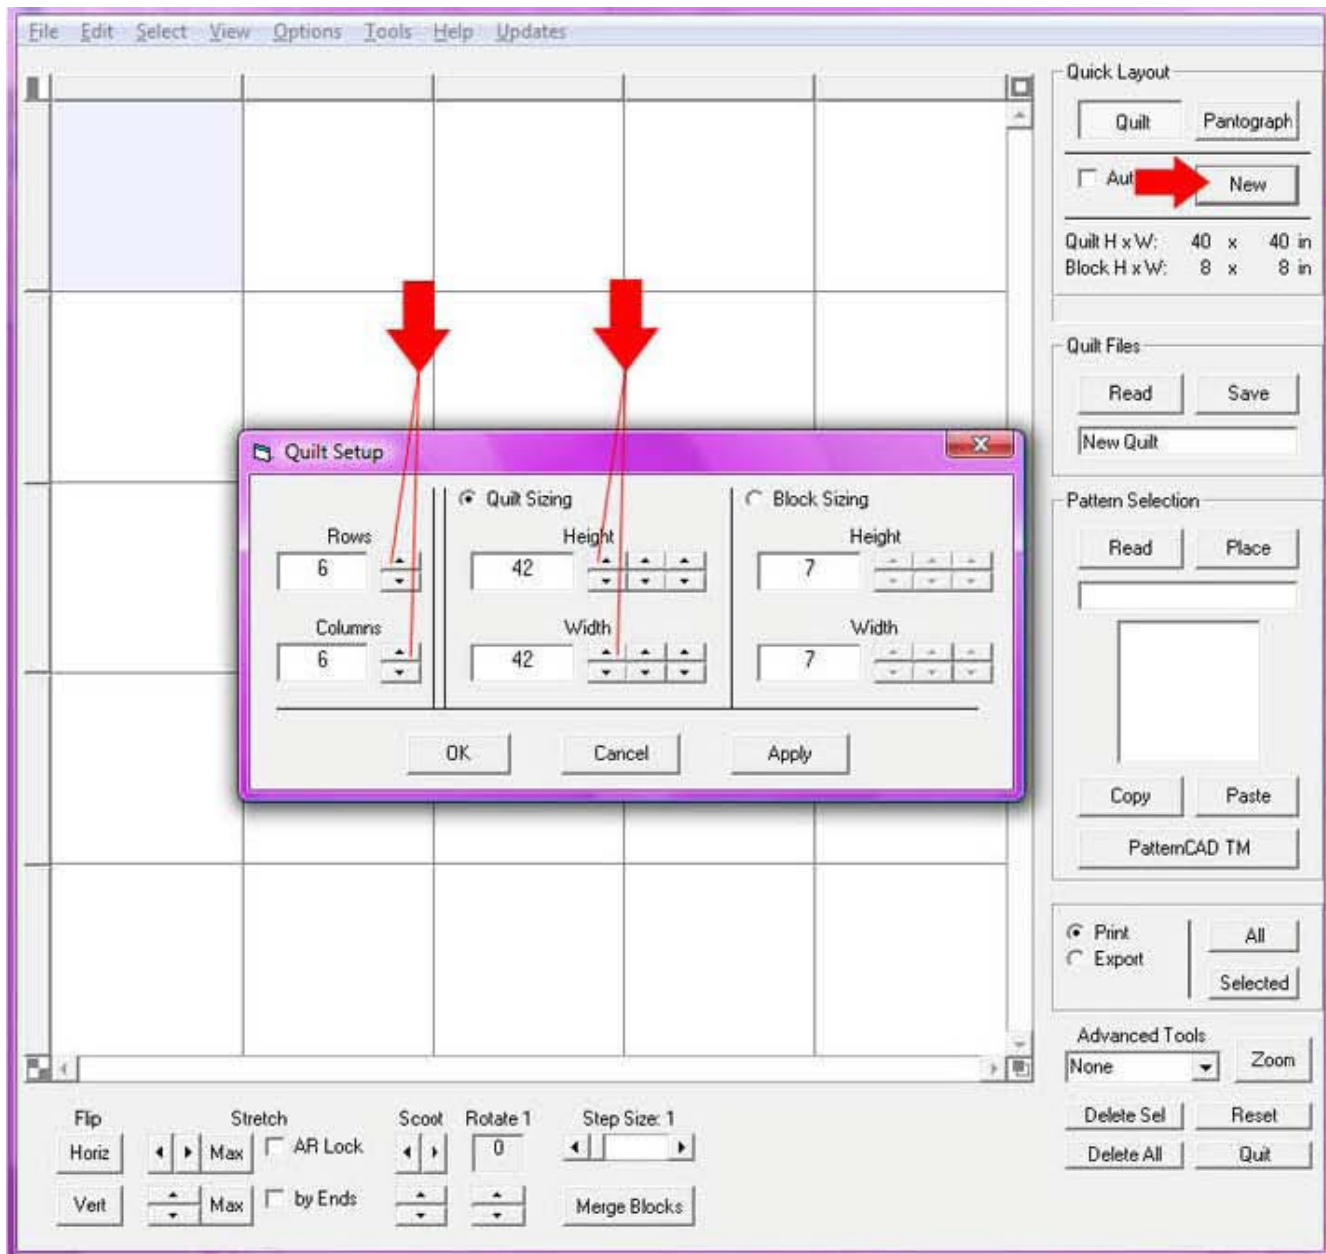 File Edit Select View Options Tools Help Updates
Quick Layout
Quilt Pantograph
New
Quilt H x W: 40 x 40 in
Block H x W: 8 x 8 in
Quilt Files
Read Save
New Quilt
Quilt Setup
Quilt Sizing Block Sizing
Rows Height Height
6 42 7
Columns Width Width
6 42 7
OK Cancel Apply
Pattern Selection
Read Place
Copy Paste
PatternCAD TM
Print All
Export
Selected
Advanced Tools
None Zoom
Delete Sel Reset
Delete All Quit
Flip Stretch Scoot Rotate 1 Step Size: 1
Horiz Max AR Lock 0
Vert Max by Ends Merge Blocks